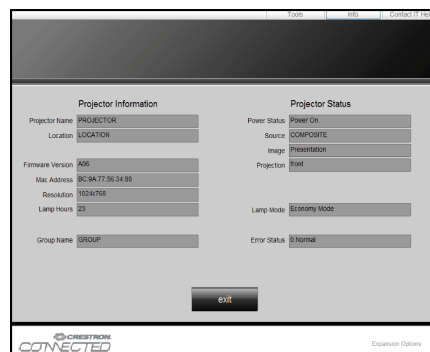 Tools Info Contact IT Hel
Projector Information
Projector Name PROJECTOR
Location LOCATION
Firmware Version A06
Mac Address BC:9A:77:56:34:88
Resolution 1024x768
Lamp Hours 23
Group Name GROUP
Projector Status
Power Status Power On.
Source COMPOSITE
Image Presentation
Projection front
Lamp Mode Economy Mode
Error Status 0:Normal
exit
CRESTRON.
CONNECTED
Expansion Options